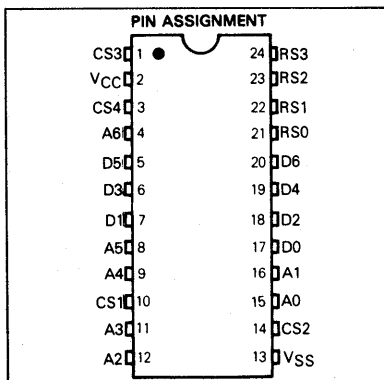 PIN ASSIGNMENT
CS3 1 24 RS3
VCC 2 23 RS2
CS4 3 22 RS1
A6 4 21 RS0
D5 5 20 D6
D3 6 19 D4
D1 7 18 D2
A5 8 17 D0
A4 9 16 A1
CS1 10 15 A0
A3 11 14 CS2
A2 12 13 VSS